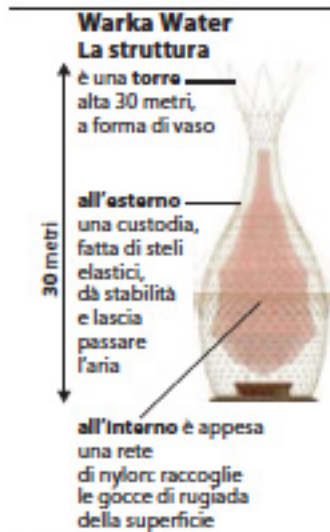 Warka Water
La struttura
è una torre
alta 30 metri,
a forma di vaso
all'esterno
una custodia,
fatta di steli
elastici,
dà stabilità
e lascia
passare
l'aria
30 metri
all'interno è appesa
una rete
di nylon: raccoglie
le gocce di rugiada
della superficie